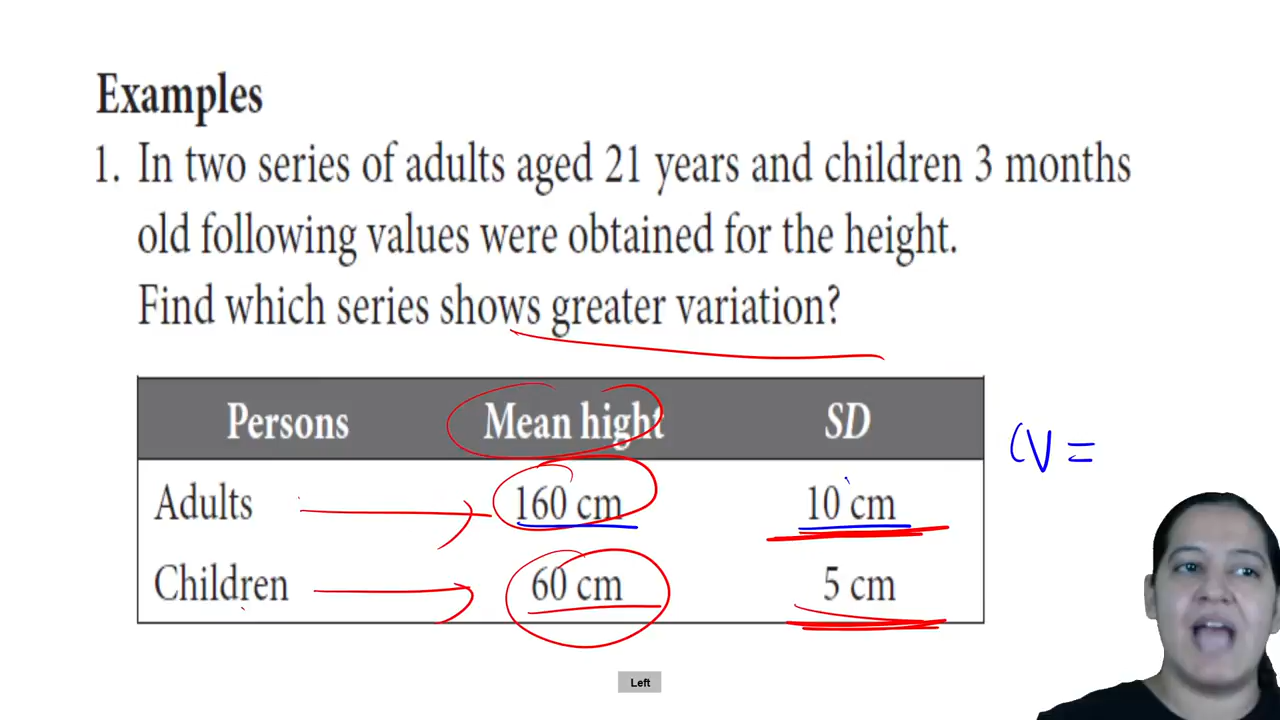 Examples
1. In two series of adults aged 21 years and children 3 months
old following values were obtained for the height.
Find which series shows greater variation?
Persons Mean hight SD
Adults 160 cm 10 cm
Children 60 cm 5 cm
CV =
Left